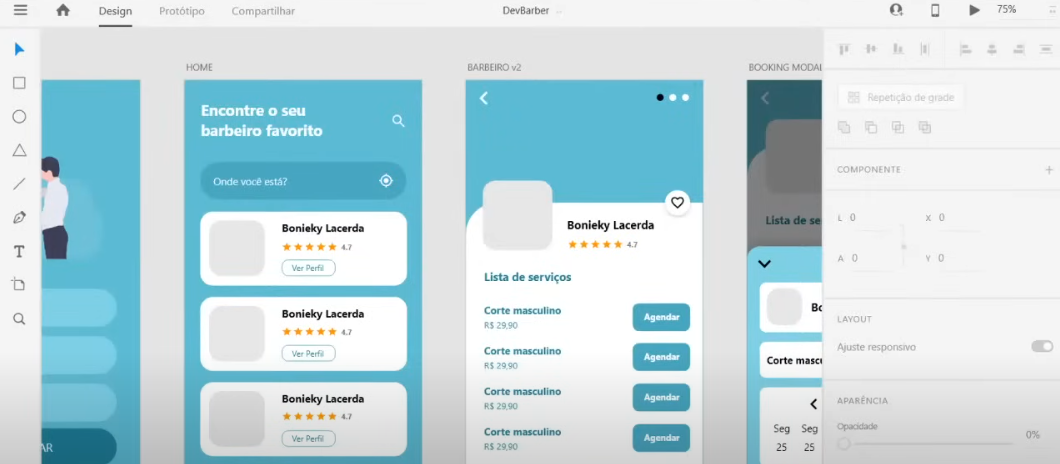 Design
Protótipo
Compartilhar
DevBarber
75%
HOME
BARBEIRO v2
BOOKING MODAL
Encontre o seu
barbeiro favorito
Onde você está?
Bonieky Lacerda
4.7
Ver Perfil
Bonieky Lacerda
4.7
Ver Perfil
Bonieky Lacerda
4.7
Ver Perfil
AR
Bonieky Lacerda
4.7
Lista de serviços
Corte masculino
R$ 29,90
Agendar
Corte masculino
R$ 29,90
Agendar
Corte masculino
R$ 29,90
Agendar
Corte masculino
R$ 29,90
Agendar
Lista de se
Bo
Corte mascu
Seg
Seg
25
25
Repetição de grade
COMPONENTE
L 0
X 0
A 0
Y 0
LAYOUT
Ajuste responsivo
APARÊNCIA
Opacidade
0%